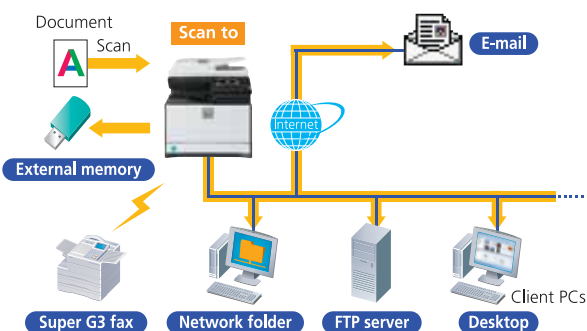 Document
Scan
Scan to
A
E-mail
Internet
External memory
Client PCs
Super G3 fax
Network folder
FTP server
Desktop